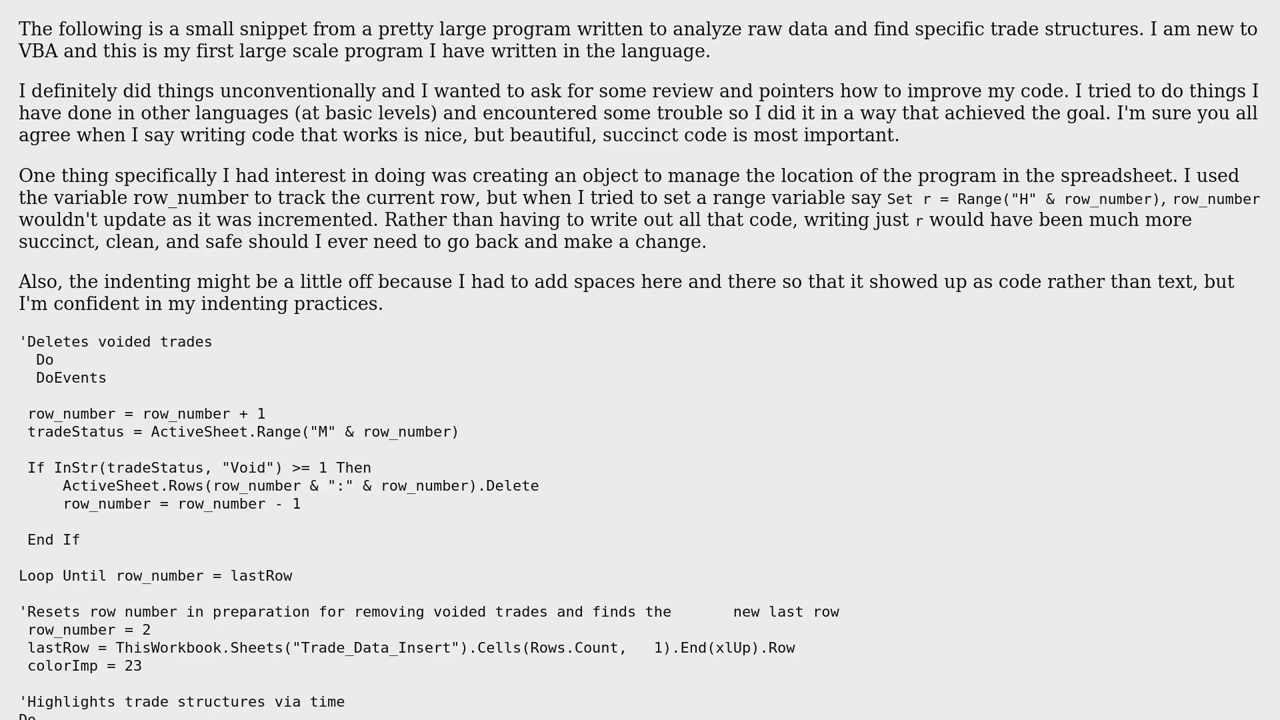 The following is a small snippet from a pretty large program written to analyze raw data and find specific trade structures. I am new to
VBA and this is my first large scale program I have written in the language.
I definitely did things unconventionally and I wanted to ask for some review and pointers how to improve my code. I tried to do things I
have done in other languages (at basic levels) and encountered some trouble so I did it in a way that achieved the goal. I'm sure you all
agree when I say writing code that works is nice, but beautiful, succinct code is most important.
One thing specifically I had interest in doing was creating an object to manage the location of the program in the spreadsheet. I used
the variable row_number to track the current row, but when I tried to set a range variable say Set r = Range("H" & row_number), row_number
wouldn't update as it was incremented. Rather than having to write out all that code, writing just r would have been much more
succinct, clean, and safe should I ever need to go back and make a change.
Also, the indenting might be a little off because I had to add spaces here and there so that it showed up as code rather than text, but
I'm confident in my indenting practices.
'Deletes voided trades
  Do
  DoEvents
 row_number = row_number + 1
 tradeStatus = ActiveSheet.Range("M" & row_number)
 If InStr(tradeStatus, "Void") >= 1 Then
     ActiveSheet.Rows(row_number & ":" & row_number).Delete
     row_number = row_number - 1
 End If
Loop Until row_number = lastRow
'Resets row number in preparation for removing voided trades and finds the       new last row
 row_number = 2
 lastRow = ThisWorkbook.Sheets("Trade_Data_Insert").Cells(Rows.Count,   1).End(xlUp).Row
 colorImp = 23
'Highlights trade structures via time
Do